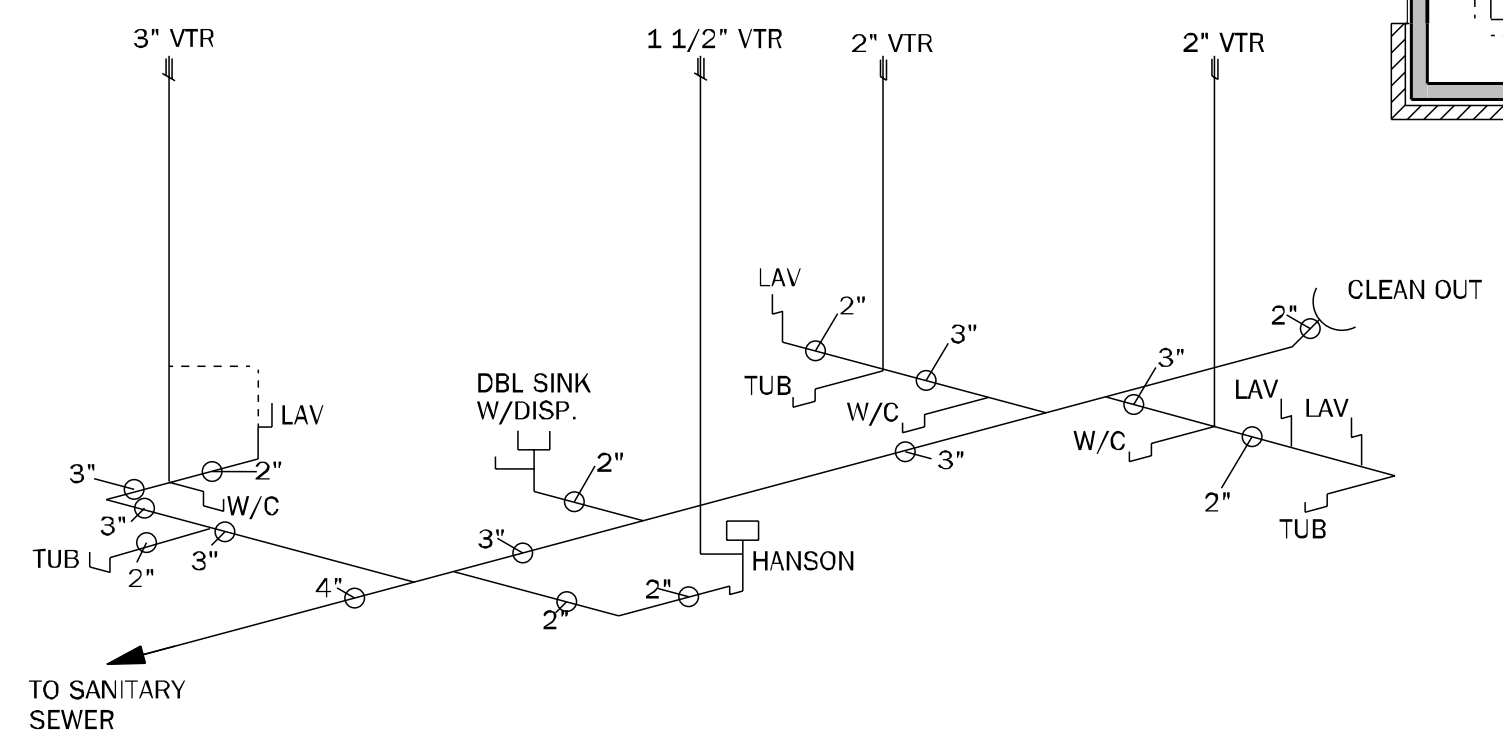 3" VTR
1 1/2" VTR
2" VTR
2" VTR
LAV
2"
3"
CLEAN OUT
2"
3"
DBL SINK
W/DISP.
TUB
W/C
LAV
LAV
LAV
3"
2"
2"
W/C
3"
W/C
2"
TUB
3"
3"
TUB
2"
3"
3"
HANSON
4"
2"
2"
TO SANITARY
SEWER